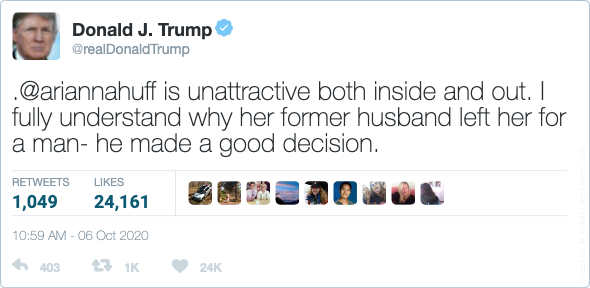 Donald J. Trump
@realDonaldTrump
.@ariannahuff is unattractive both inside and out. I
fully understand why her former husband left her for
a man- he made a good decision.
RETWEETS LIKES
1,049 24,161
10:59 AM - 06 Oct 2020
403 1K 24K